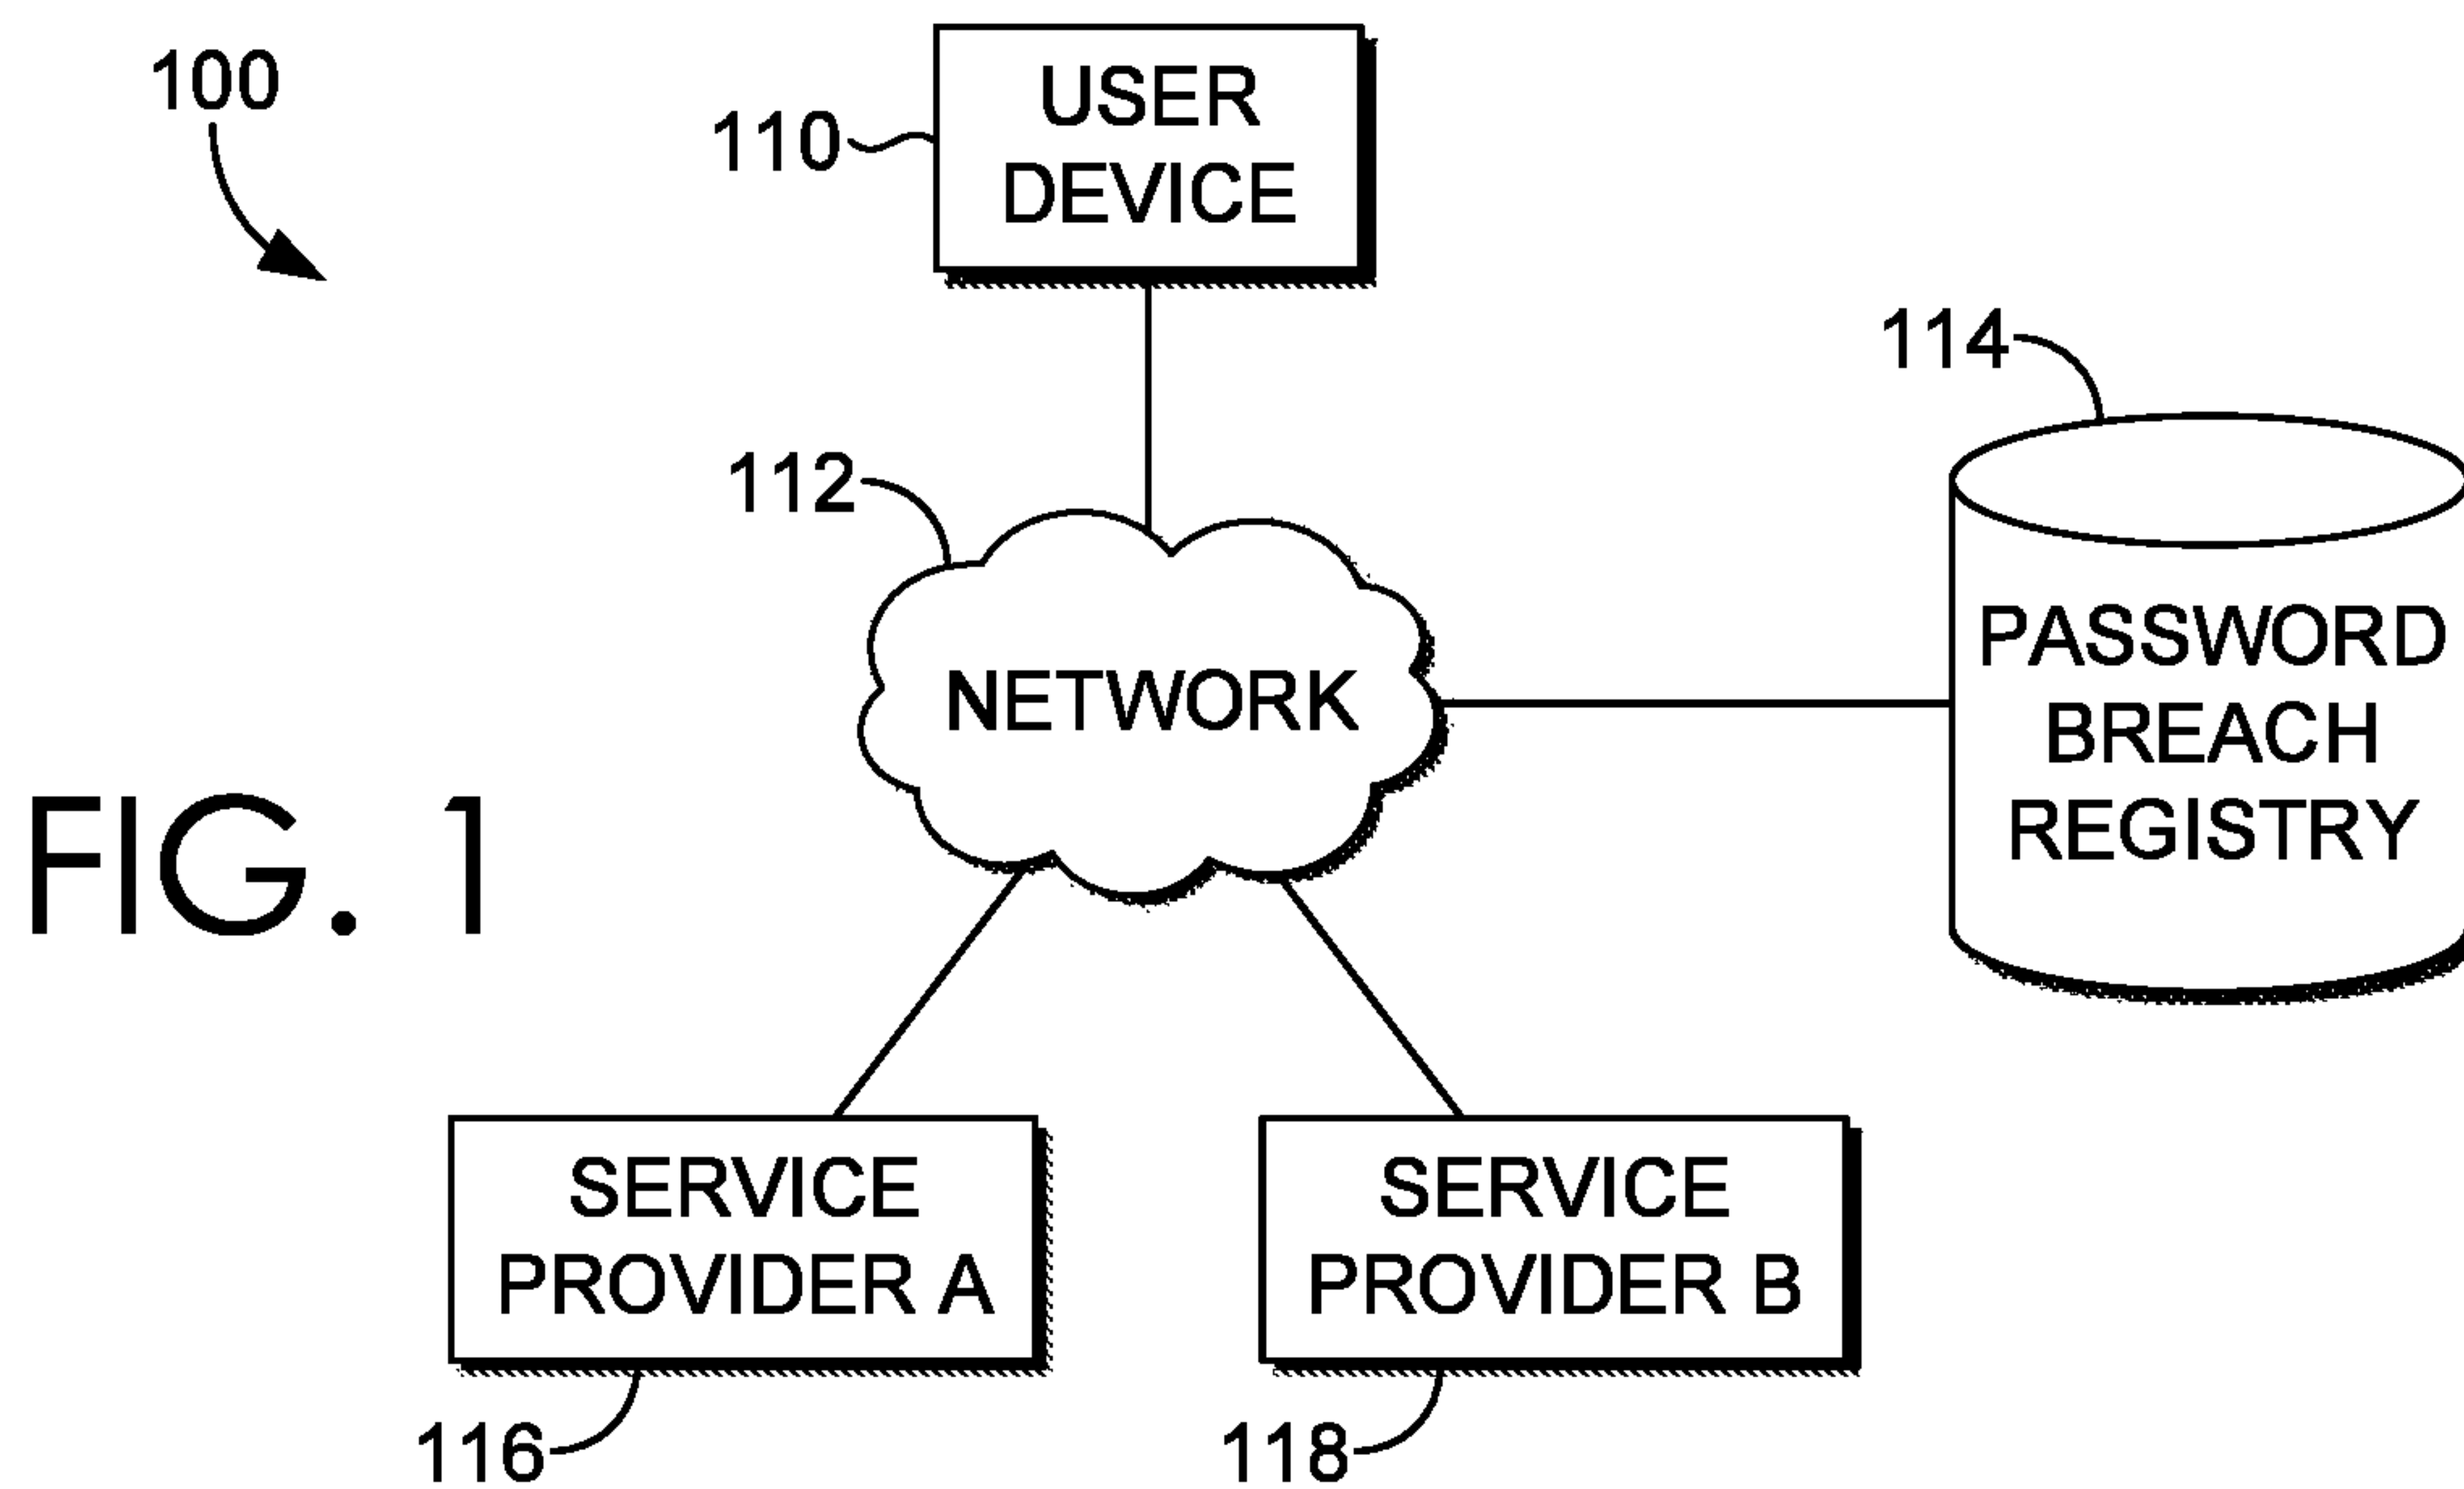 100
110
USER
DEVICE
114
112
NETWORK
PASSWORD
BREACH
REGISTRY
FIG. 1
SERVICE
PROVIDER A
SERVICE
PROVIDER B
116
118